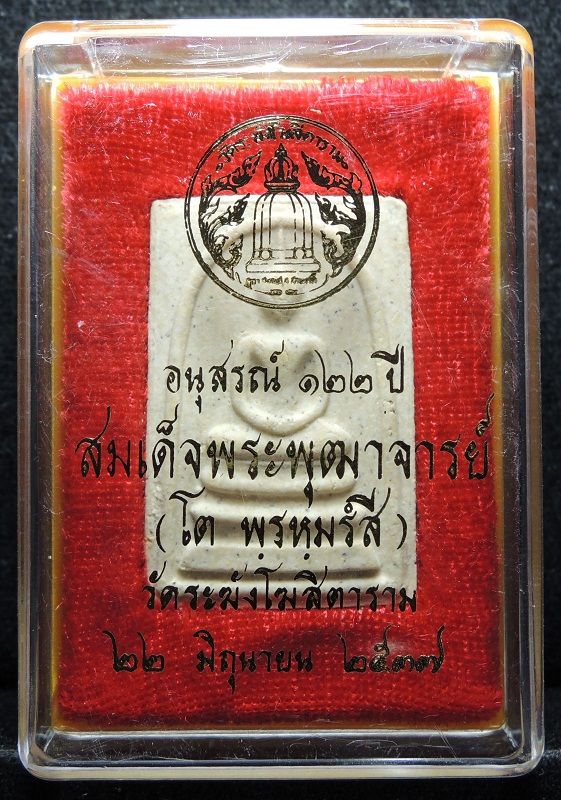 อนุสรณ์ ๑๒๒ ปี
สมเด็จพระพุฒาจารย์
(โต พฺรหฺมรํสี)
วัดระฆังโฆสิตาราม
๒๒ มิถุนายน ๒๕๓๗